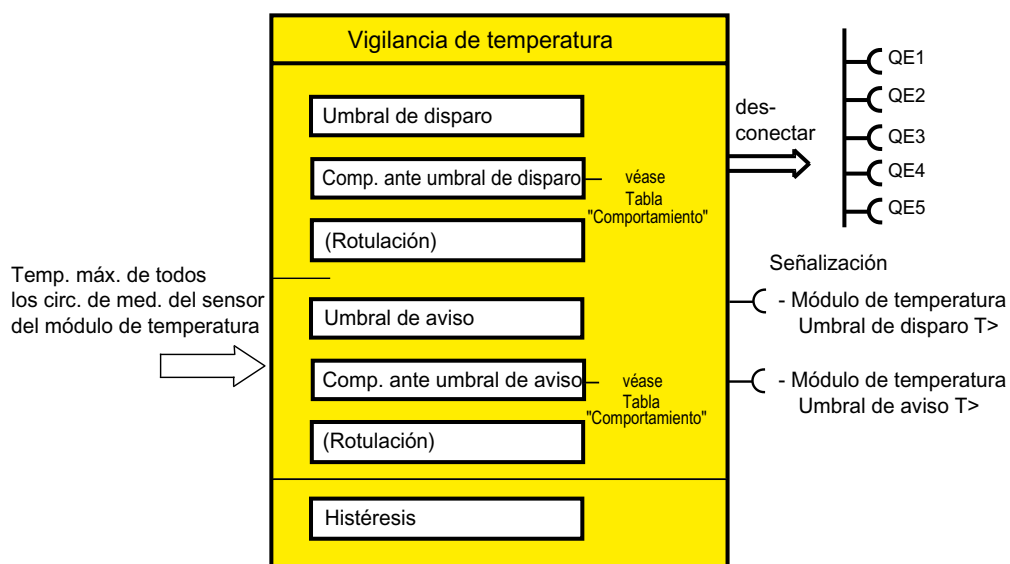 Vigilancia de temperatura
Umbral de disparo
Comp. ante umbral de disparo
véase
Tabla
"Comportamiento"
(Rotulación)
Temp. máx. de todos
los circ. de med. del sensor
del módulo de temperatura
Umbral de aviso
Comp. ante umbral de aviso
véase
Tabla
"Comportamiento"
(Rotulación)
Histéresis
des-
conectar
QE1
QE2
QE3
QE4
QE5
Señalización
- Módulo de temperatura
Umbral de disparo T>
- Módulo de temperatura
Umbral de aviso T>